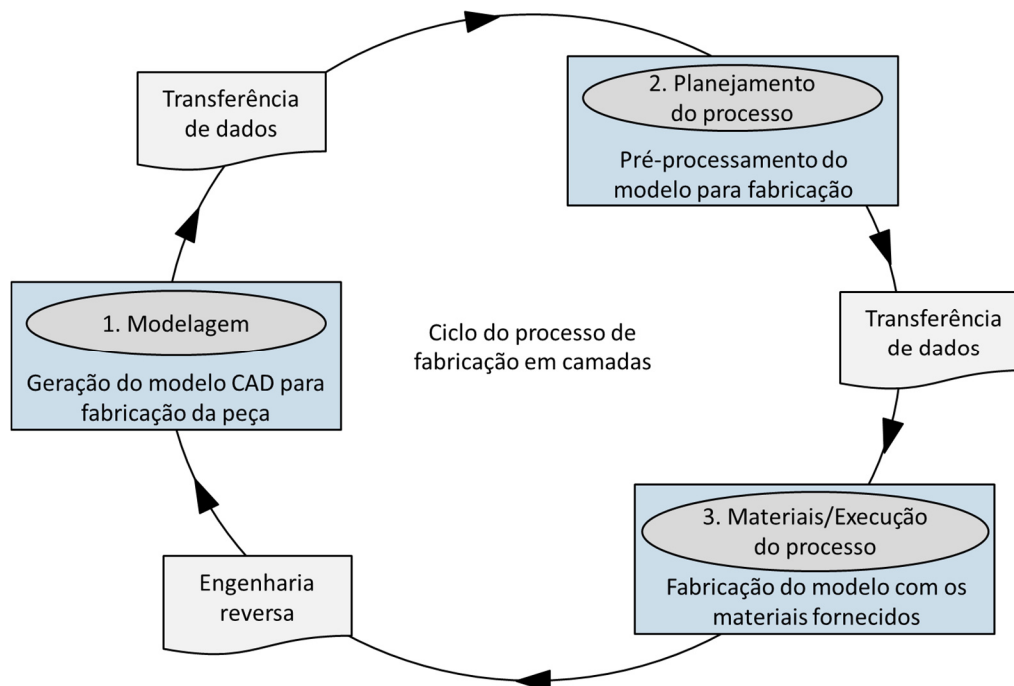 Transferência
de dados
2. Planejamento
do processo
Pré-processamento do
modelo para fabricação
1. Modelagem
Geração do modelo CAD para
fabricação da peça
Ciclo do processo de
fabricação em camadas
Transferência
de dados
3. Materiais/Execução
do processo
Fabricação do modelo com os
materiais fornecidos
Engenharia
reversa